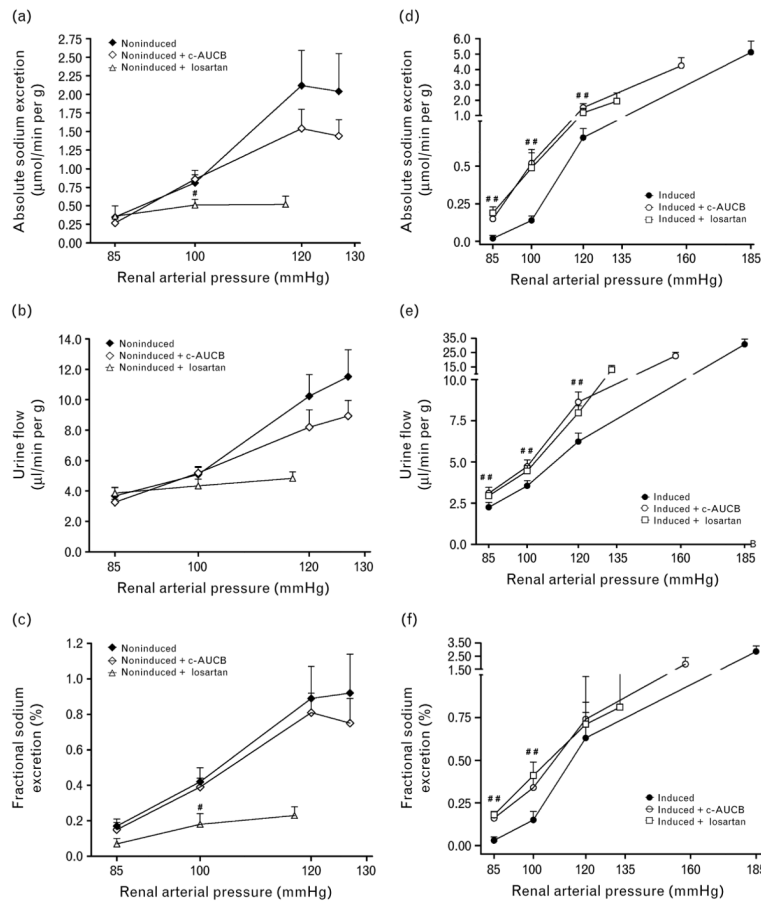 (a)
Absolute sodium excretion
(μmol/min per g)
2.75
2.50
2.25
2.00
1.75
1.50
1.25
1.00
0.75
0.50
0.25
0.00
Noninduced
Noninduced + c-AUCB
Noninduced + losartan
#
85
100
120
130
Renal arterial pressure (mmHg)
(d)
Absolute sodium excretion
(μmol/min per g)
6.0
5.0
4.0
3.0
2.0
1.0
0.5
0.25
0.0
# #
# #
# #
Induced
Induced + c-AUCB
Induced + losartan
85
100
120
135
160
185
Renal arterial pressure (mmHg)
(b)
Urine flow
(μl/min per g)
14.0
12.0
10.0
8.0
6.0
4.0
2.0
0.0
Noninduced
Noninduced + c-AUCB
Noninduced + losartan
85
100
120
130
Renal arterial pressure (mmHg)
(e)
Urine flow
(μl/min per g)
35.0
25.0
15.0
10.0
7.5
5.0
2.5
0.0
# #
# #
# #
Induced
Induced + c-AUCB
Induced + losartan
85
100
120
135
160
185
B
Renal arterial pressure (mmHg)
(c)
Fractional sodium
excretion (%)
1.2
1.0
0.8
0.6
0.4
0.2
0.0
Noninduced
Noninduced + c-AUCB
Noninduced + losartan
#
85
100
120
130
Renal arterial pressure (mmHg)
(f)
Fractional sodium
excretion (%)
3.50
2.50
1.50
0.75
0.50
0.25
0.00
# #
# #
Induced
Induced + c-AUCB
Induced + losartan
85
100
120
135
160
185
Renal arterial pressure (mmHg)